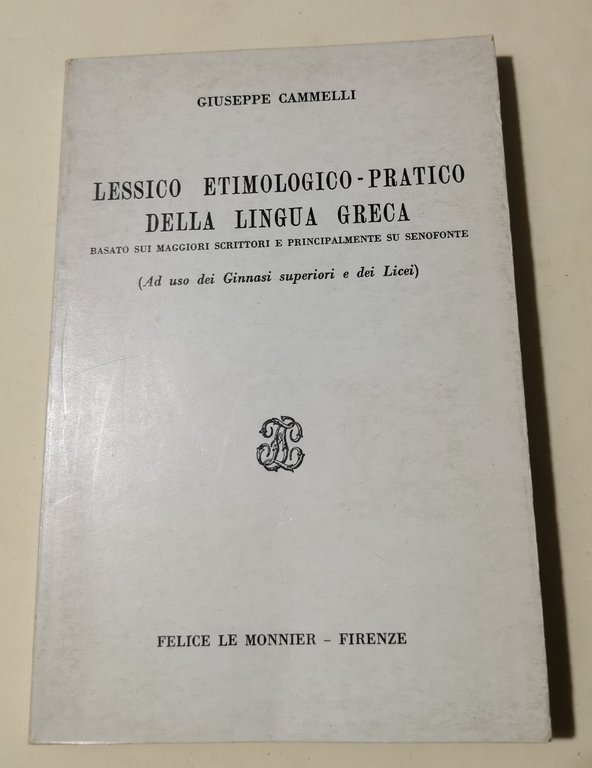 GIUSEPPE CAMMELLI
LESSICO ETIMOLOGICO-PRATICO
DELLA LINGUA GRECA
BASATO SUI MAGGIORI SCRITTORI E PRINCIPALMENTE SU SENOFONTE
(Ad uso dei Ginnasi superiori e dei Licei)
FELICE LE MONNIER – FIRENZE